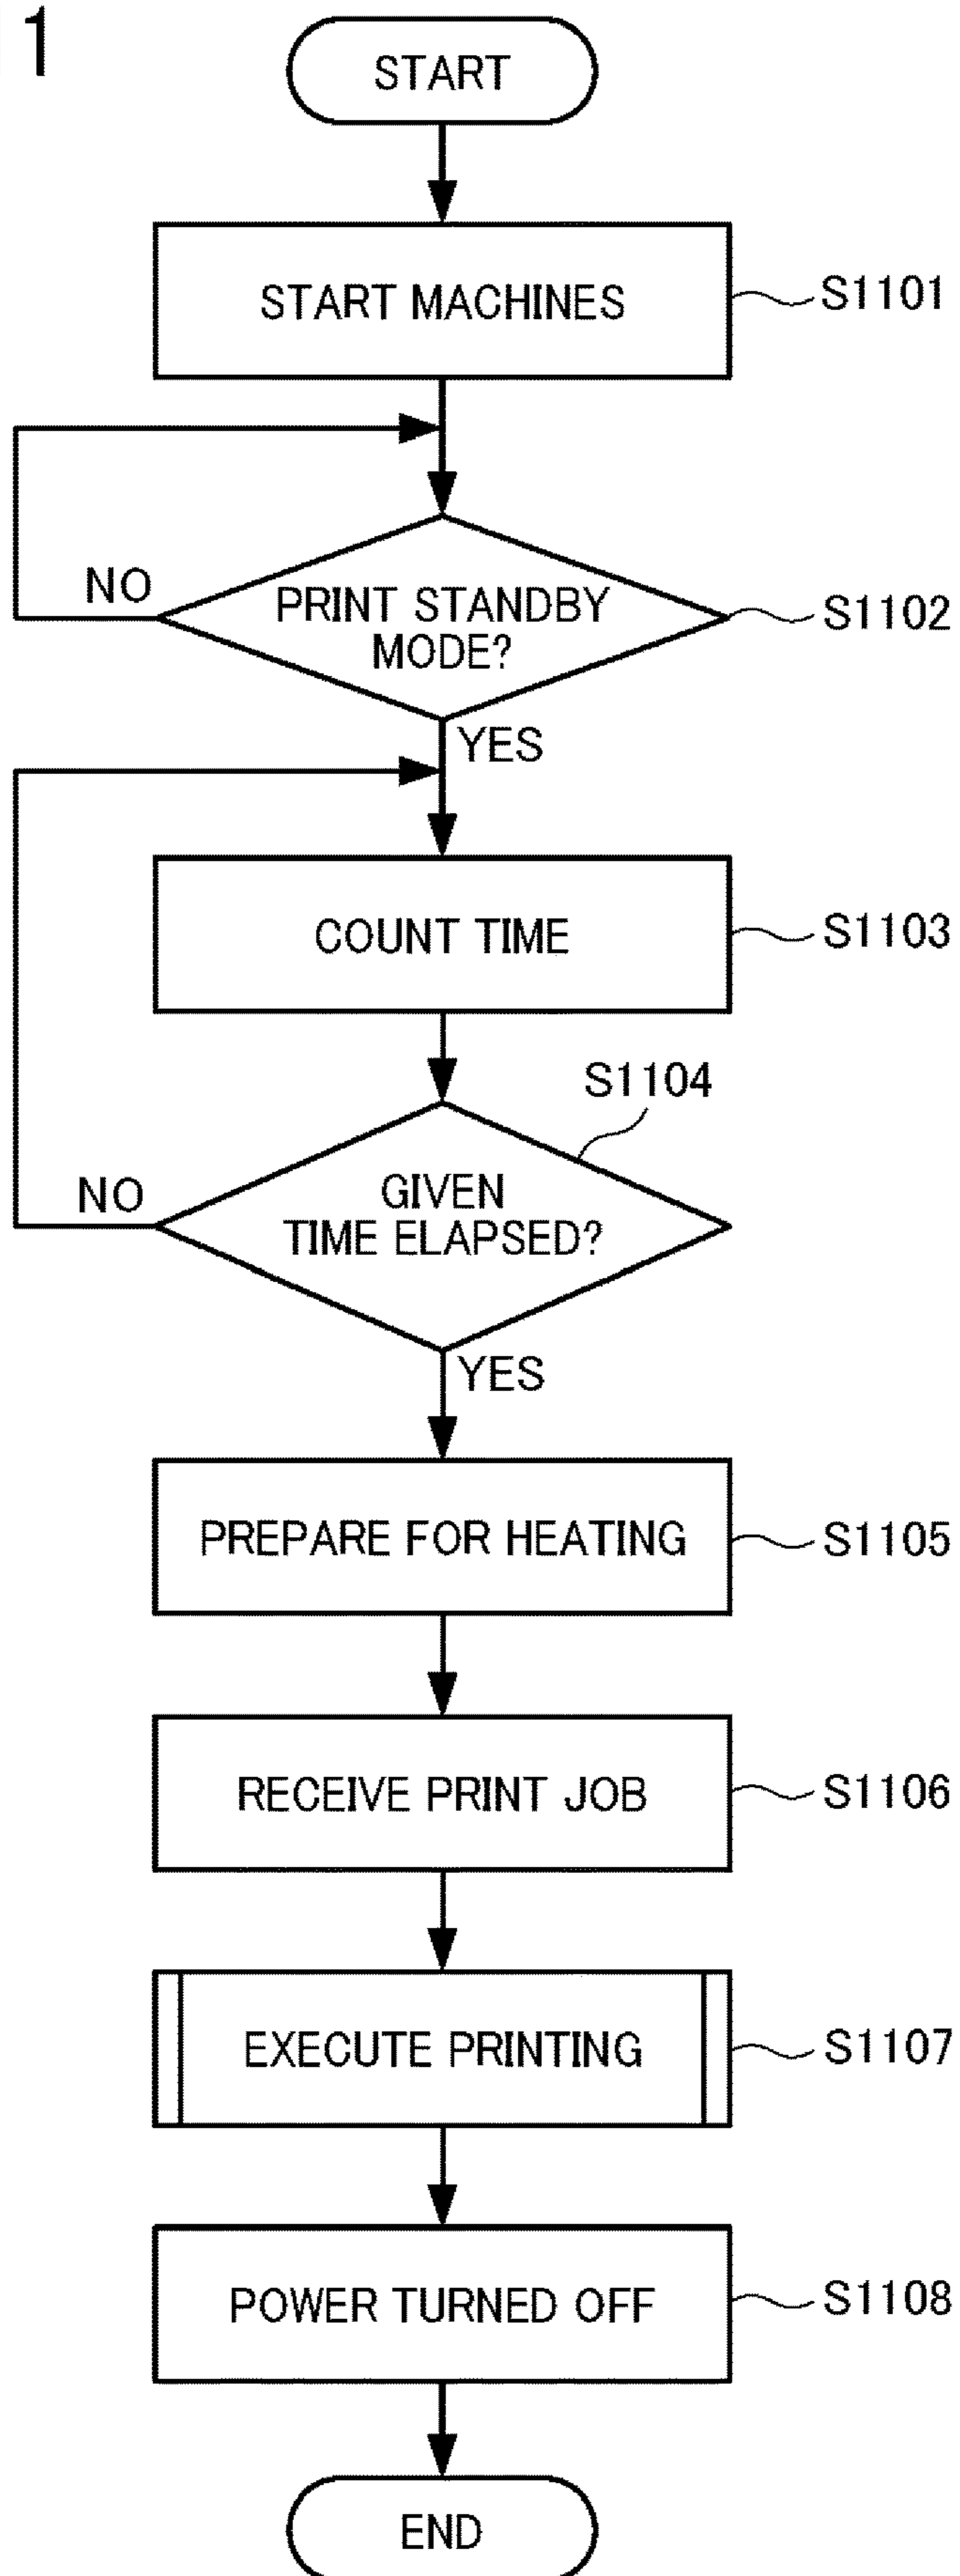 1
START
START MACHINES
S1101
NO
PRINT STANDBY
MODE?
S1102
YES
COUNT TIME
S1103
S1104
NO
GIVEN
TIME ELAPSED?
YES
PREPARE FOR HEATING
S1105
RECEIVE PRINT JOB
S1106
EXECUTE PRINTING
S1107
POWER TURNED OFF
S1108
END